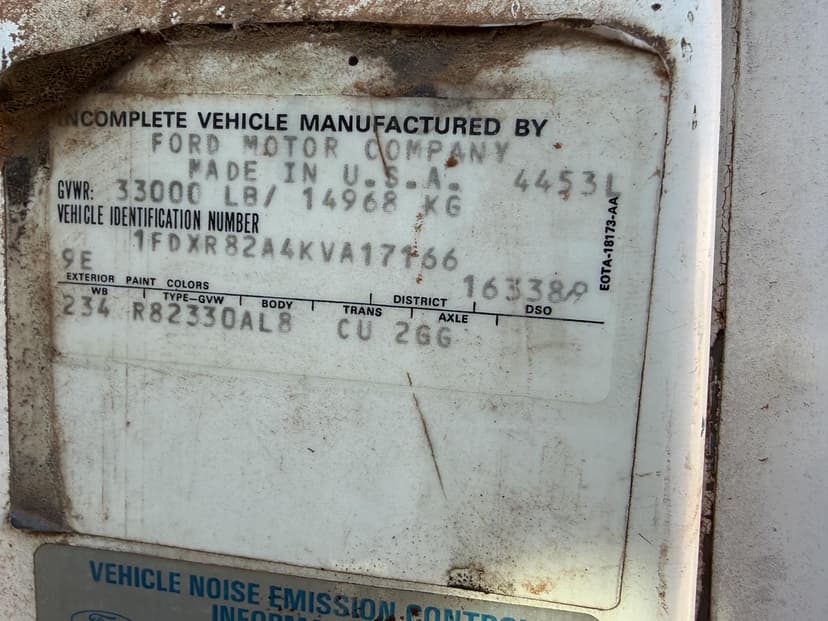 INCOMPLETE VEHICLE MANUFACTURED BY
FORD MOTOR COMPANY
MADE IN U.S.A. 4453L
GVWR: 33000 LB/ 14968 KG
VEHICLE IDENTIFICATION NUMBER
1FDXR82A4KVA17166
9E 163389
EXTERIOR PAINT COLORS DISTRICT DSO
WB TYPE-GVW BODY TRANS AXLE
234 R82330AL8 CU 2GG
E0TA-18173-AA
VEHICLE NOISE EMISSION CONTROL